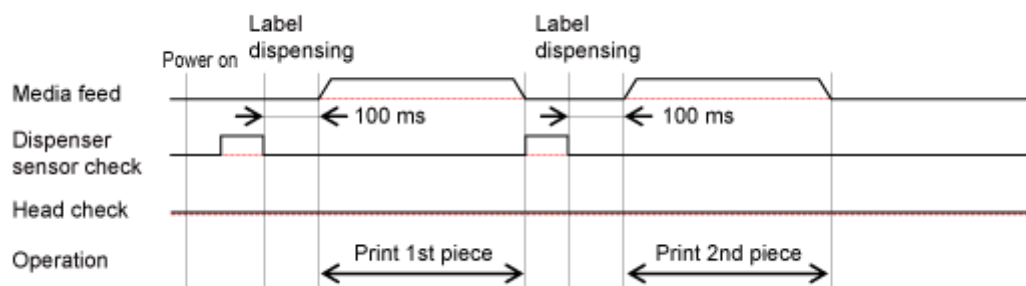 Label
dispensing
Label
dispensing
Power on
Media feed
100 ms
100 ms
Dispenser
sensor check
Head check
Operation
Print 1st piece
Print 2nd piece